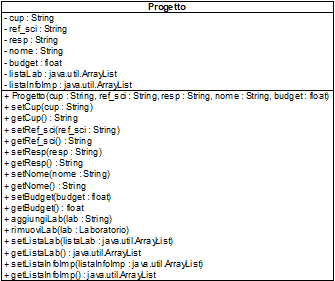 Progetto
- cup : String
- ref_sci : String
- resp : String
- nome : String
- budget : float
- listaLab : java.util.ArrayList
- listaInfoImp : java.util.ArrayList
+ Progetto(cup : String, ref_sci : String, resp : String, nome : String, budget : float)
+ setCup(cup : String)
+ getCup() : String
+ setRef_sci(ref_sci : String)
+ getRef_sci() : String
+ setResp(resp : String)
+ getResp() : String
+ setNome(nome : String)
+ getNome() : String
+ setBudget(budget : float)
+ getBudget() : float
+ aggiungiLab(lab : String)
+ rimuoviLab(lab : Laboratorio)
+ setListaLab(listaLab : java.util.ArrayList)
+ getListaLab() : java.util.ArrayList
+ setListaInfoImp(listaInfoImp : java.util.ArrayList)
+ getListaInfoImp() : java.util.ArrayList